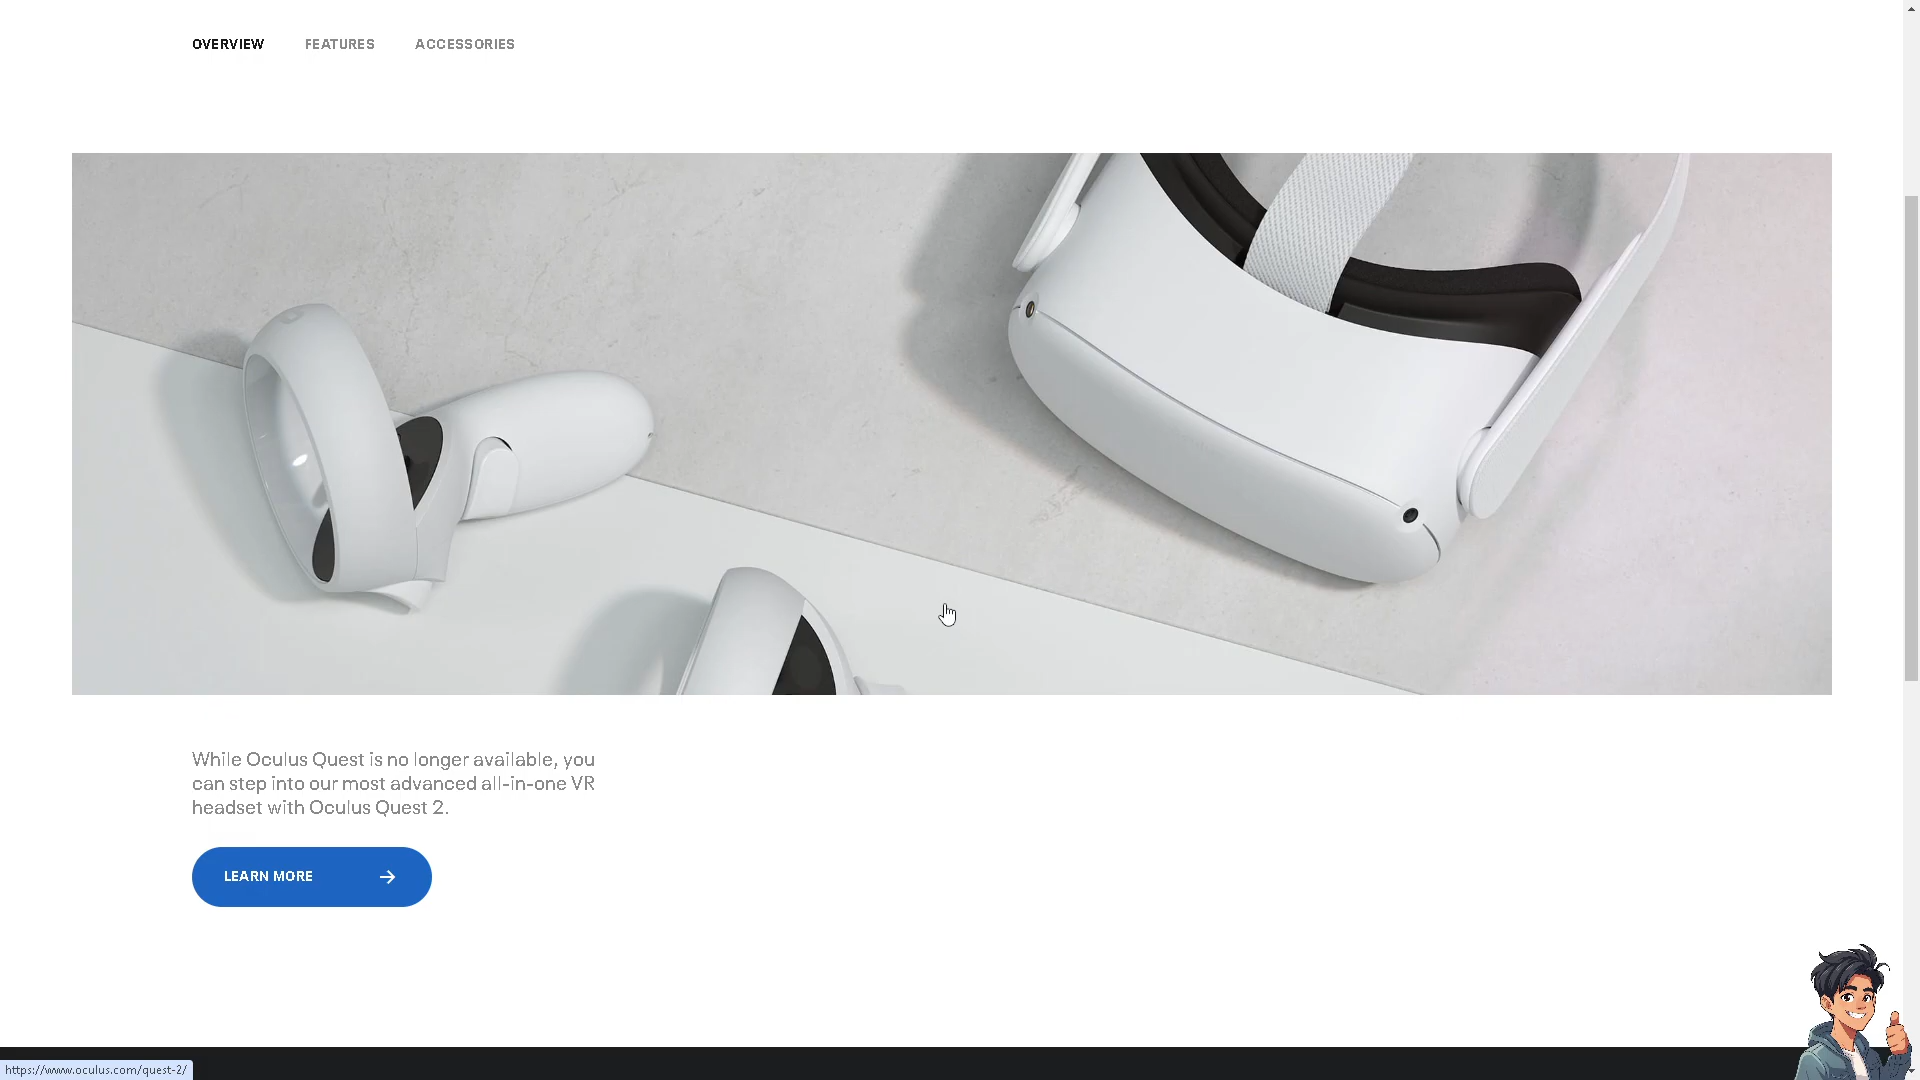 OVERVIEW FEATURES ACCESSORIES
While Oculus Quest is no longer available, you
can step into our most advanced all-in-one VR
headset with Oculus Quest 2.
LEARN MORE
https://www.oculus.com/quest-2/